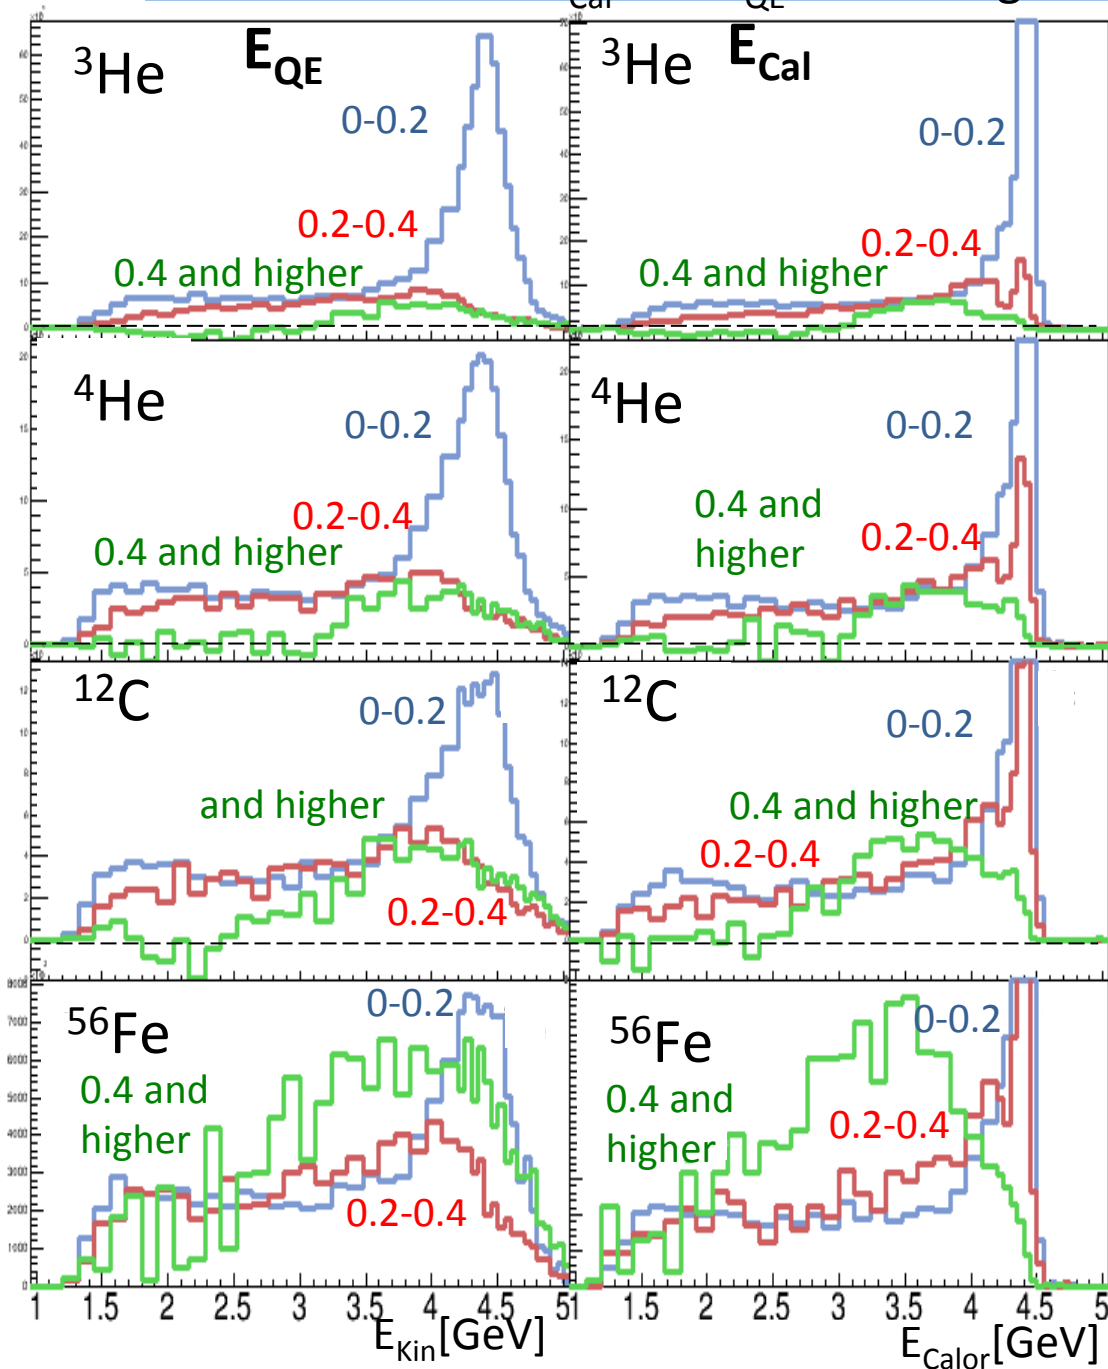 Cal QE g
³He E_QE ³He E_Cal
0-0.2 0-0.2
0.2-0.4 0.2-0.4
0.4 and higher 0.4 and higher
⁴He ⁴He
0-0.2 0-0.2
0.2-0.4 0.4 and
0.4 and higher higher 0.2-0.4
¹²C ¹²C
0-0.2 0-0.2
and higher 0.4 and higher
0.2-0.4 0.2-0.4
⁵⁶Fe 0-0.2 ⁵⁶Fe 0-0.2
0.4 and 0.4 and
higher higher 0.2-0.4
0.2-0.4
1 1.5 2 2.5 3 3.5 4 4.5 5 1 1.5 2 2.5 3 3.5 4 4.5 5
E_Kin[GeV] E_Calor[GeV]